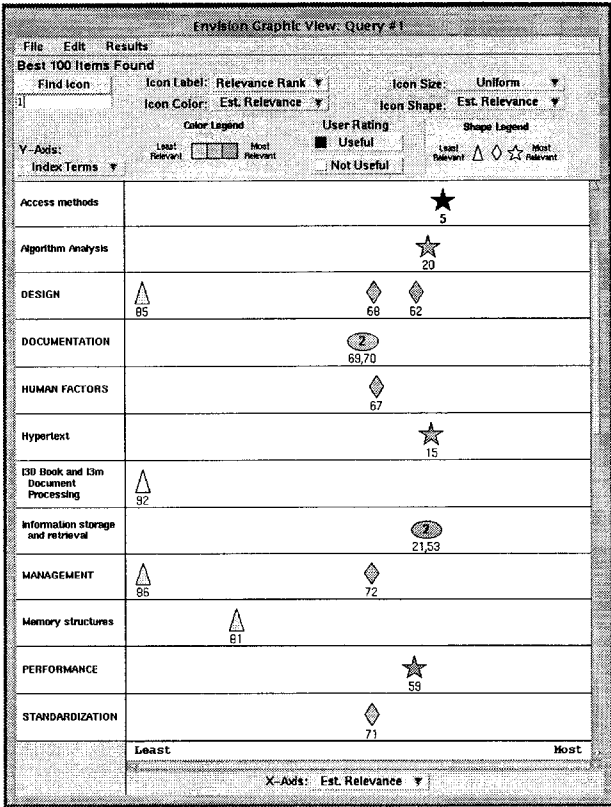 Envision Graphic View: Query #1
File Edit Results
Best 100 Items Found
Find Icon Icon Label: Relevance Rank Icon Size: Uniform
1 Icon Color: Est. Relevance Icon Shape: Est. Relevance
Color Legend User Rating Shape Legend
Least Relevant Most Relevant Useful Least Relevant Most Relevant
Y-Axis: Not Useful
Index Terms
Access methods
5
Algorithm Analysis
20
DESIGN
85 68 62
DOCUMENTATION
2
69,70
HUMAN FACTORS
67
Hypertext
15
I3D Book and I3m
Document
Processing
92
Information storage
and retrieval
2
21,53
MANAGEMENT
86 72
Memory structures
81
PERFORMANCE
59
STANDARDIZATION
71
Least Most
X-Axis: Est. Relevance